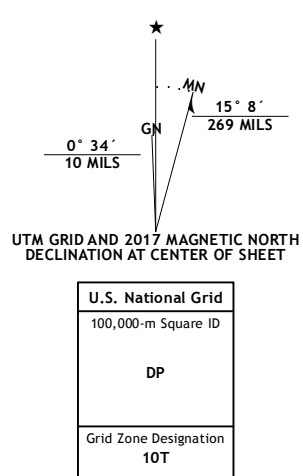 MN
15° 8´
269 MILS
GN
0° 34´
10 MILS
UTM GRID AND 2017 MAGNETIC NORTH
DECLINATION AT CENTER OF SHEET
U.S. National Grid
100,000-m Square ID
DP
Grid Zone Designation
10T